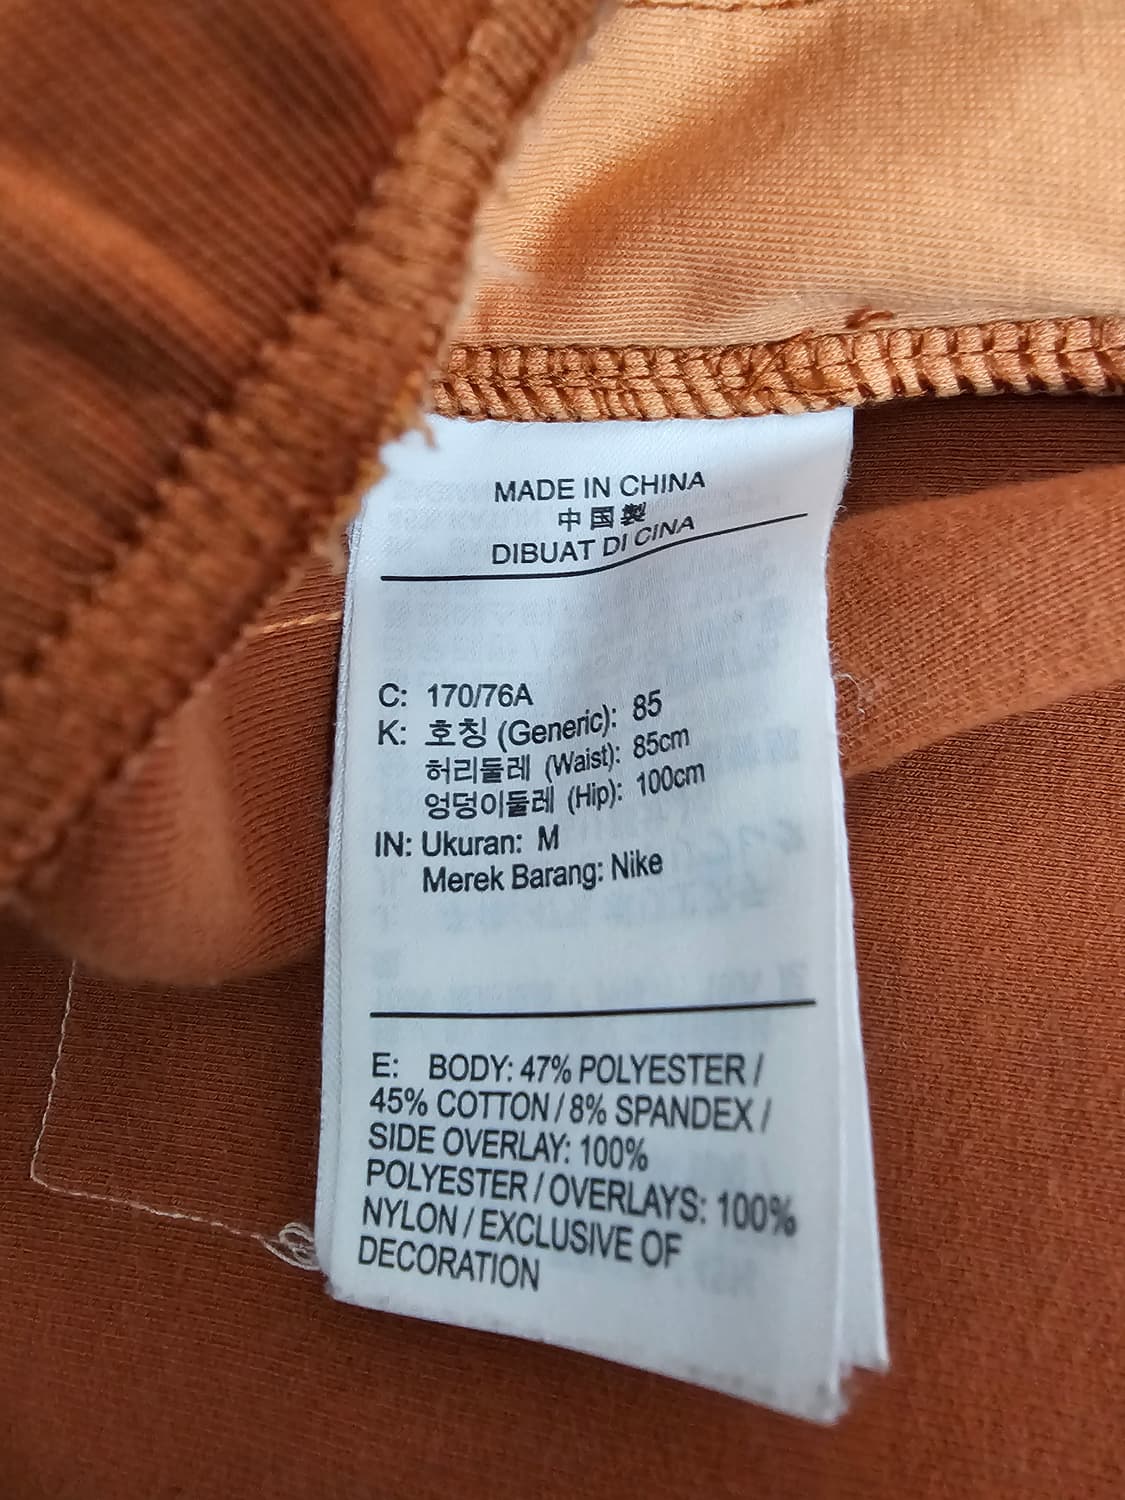 MADE IN CHINA
中国製
DIBUAT DI CINA
C: 170/76A
K: 호칭 (Generic): 85
허리둘레 (Waist): 85cm
엉덩이둘레 (Hip): 100cm
IN: Ukuran: M
Merek Barang: Nike
E: BODY: 47% POLYESTER /
45% COTTON / 8% SPANDEX /
SIDE OVERLAY: 100%
POLYESTER / OVERLAYS: 100%
NYLON / EXCLUSIVE OF
DECORATION